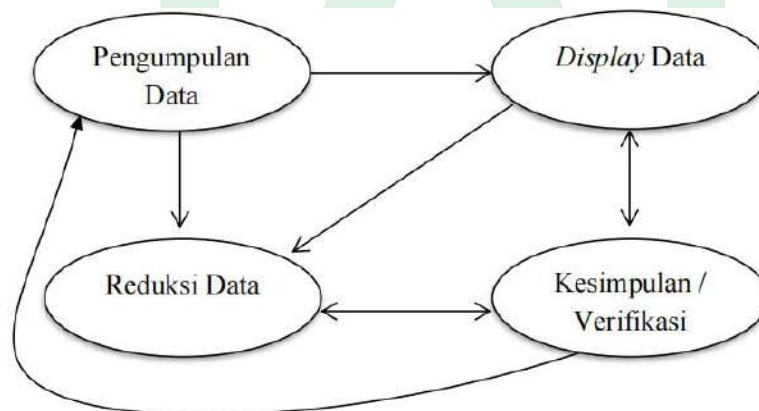 Pengumpulan
Data
Display Data
Reduksi Data
Kesimpulan /
Verifikasi